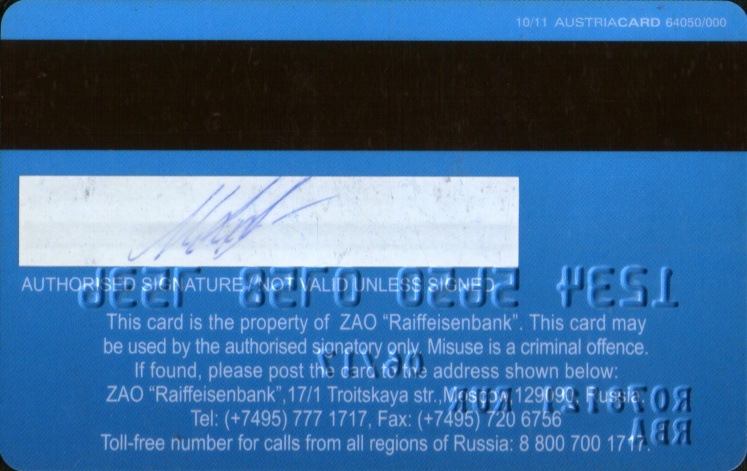 10/11 AUSTRIACARD 64050/000
AUTHORISED SIGNATURE / NOT VALID UNLESS SIGNED
This card is the property of ZAO “Raiffeisenbank”. This card may
be used by the authorised signatory only. Misuse is a criminal offence.
If found, please post the card to the address shown below:
ZAO “Raiffeisenbank”,17/1 Troitskaya str.,Moscow,129090, Russia.
Tel: (+7495) 777 1717, Fax: (+7495) 720 6756
Toll-free number for calls from all regions of Russia: 8 800 700 1717.